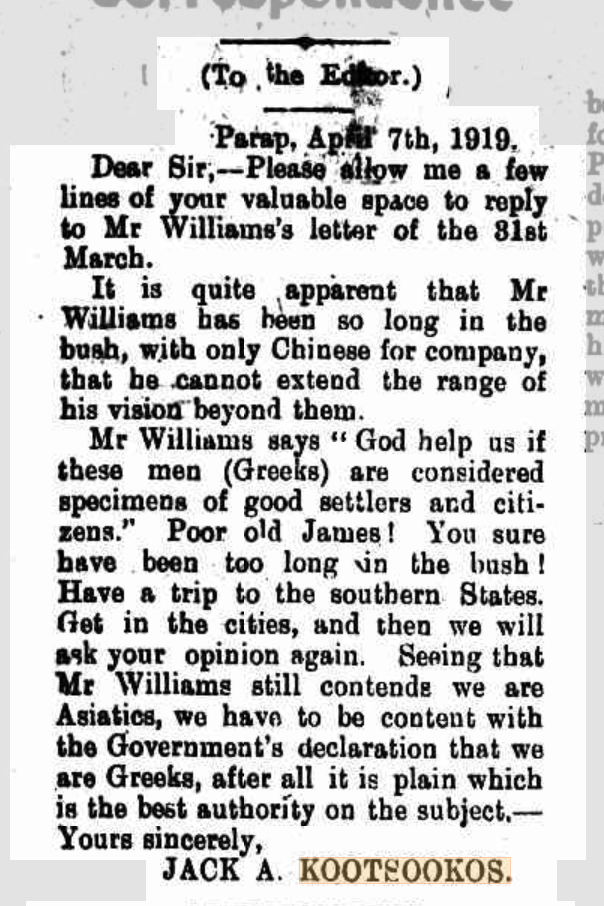 Correspondence
(To the Editor.)
Parap, April 7th, 1919.
Dear Sir,—Please allow me a few
lines of your valuable space to reply
to Mr Williams's letter of the 31st
March.
It is quite apparent that Mr
Williams has been so long in the
bush, with only Chinese for company,
that he cannot extend the range of
his vision beyond them.
Mr Williams says "God help us if
these men (Greeks) are considered
specimens of good settlers and citi-
zens." Poor old James! You sure
have been too long in the bush!
Have a trip to the southern States.
Get in the cities, and then we will
ask your opinion again. Seeing that
Mr Williams still contends we are
Asiatics, we have to be content with
the Government's declaration that we
are Greeks, after all it is plain which
is the best authority on the subject.—
Yours sincerely,
JACK A. KOOTSOOKOS.